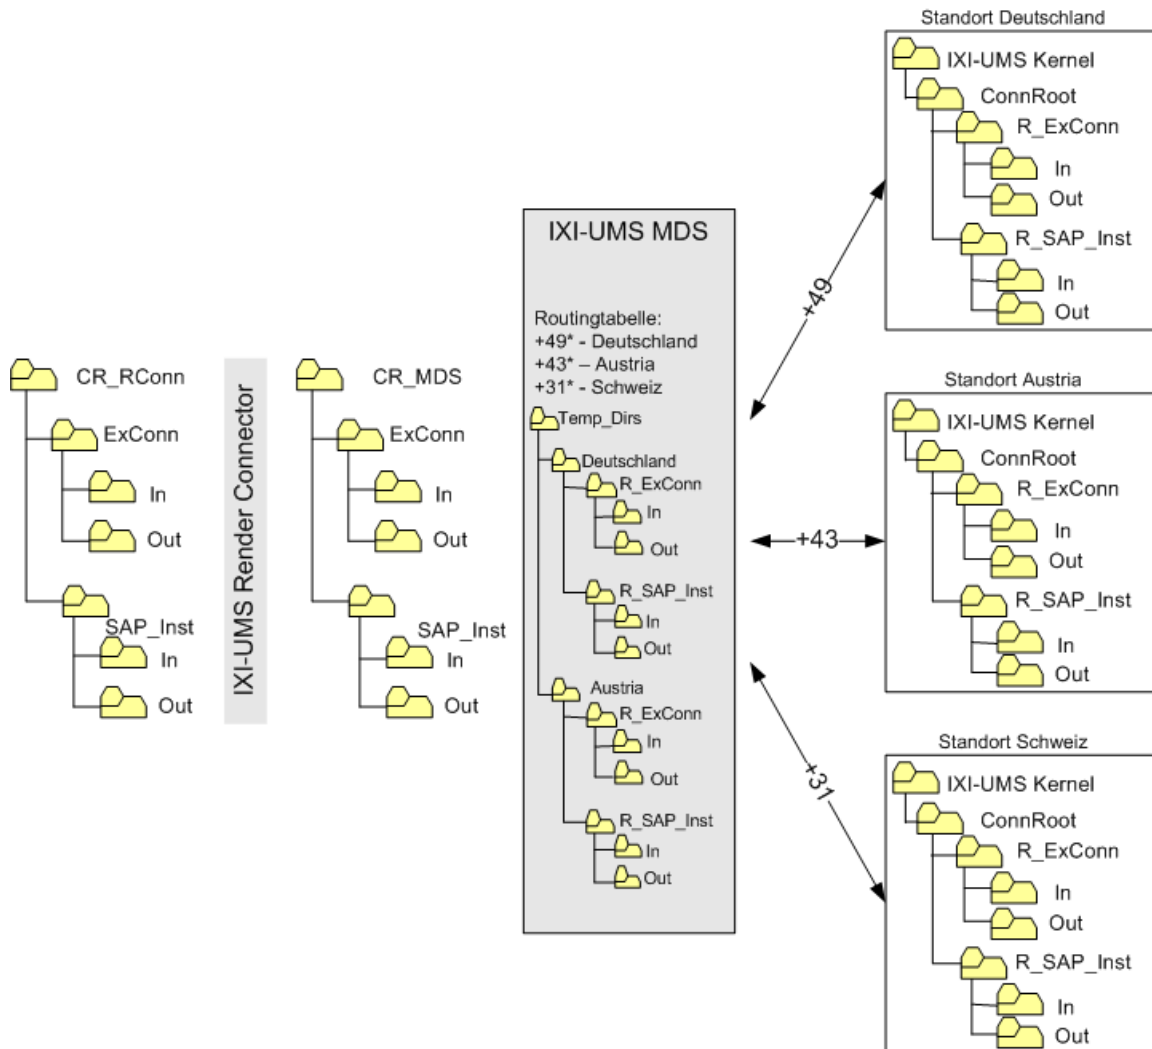 CR_RConn
ExConn
In
Out
SAP_Inst
In
Out
IXI-UMS Render Connector
CR_MDS
ExConn
In
Out
SAP_Inst
In
Out
IXI-UMS MDS
Routingtabelle:
+49* - Deutschland
+43* – Austria
+31* - Schweiz
Temp_Dirs
Deutschland
R_ExConn
In
Out
R_SAP_Inst
In
Out
Austria
R_ExConn
In
Out
R_SAP_Inst
In
Out
+49
+43
+31
Standort Deutschland
IXI-UMS Kernel
ConnRoot
R_ExConn
In
Out
R_SAP_Inst
In
Out
Standort Austria
IXI-UMS Kernel
ConnRoot
R_ExConn
In
Out
R_SAP_Inst
In
Out
Standort Schweiz
IXI-UMS Kernel
ConnRoot
R_ExConn
In
Out
R_SAP_Inst
In
Out